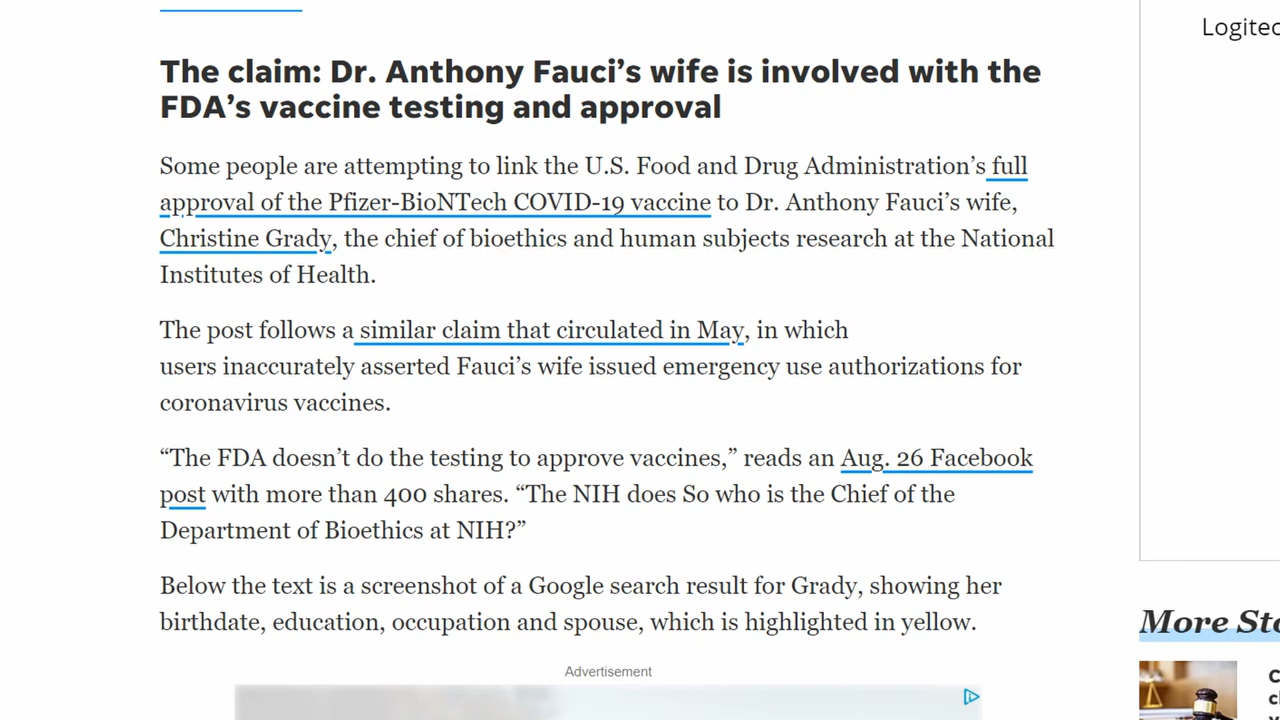 Logitec
The claim: Dr. Anthony Fauci’s wife is involved with the
FDA’s vaccine testing and approval
Some people are attempting to link the U.S. Food and Drug Administration’s full
approval of the Pfizer-BioNTech COVID-19 vaccine to Dr. Anthony Fauci’s wife,
Christine Grady, the chief of bioethics and human subjects research at the National
Institutes of Health.
The post follows a similar claim that circulated in May, in which
users inaccurately asserted Fauci’s wife issued emergency use authorizations for
coronavirus vaccines.
“The FDA doesn’t do the testing to approve vaccines,” reads an Aug. 26 Facebook
post with more than 400 shares. “The NIH does So who is the Chief of the
Department of Bioethics at NIH?”
Below the text is a screenshot of a Google search result for Grady, showing her
birthdate, education, occupation and spouse, which is highlighted in yellow.
Advertisement
More Sto